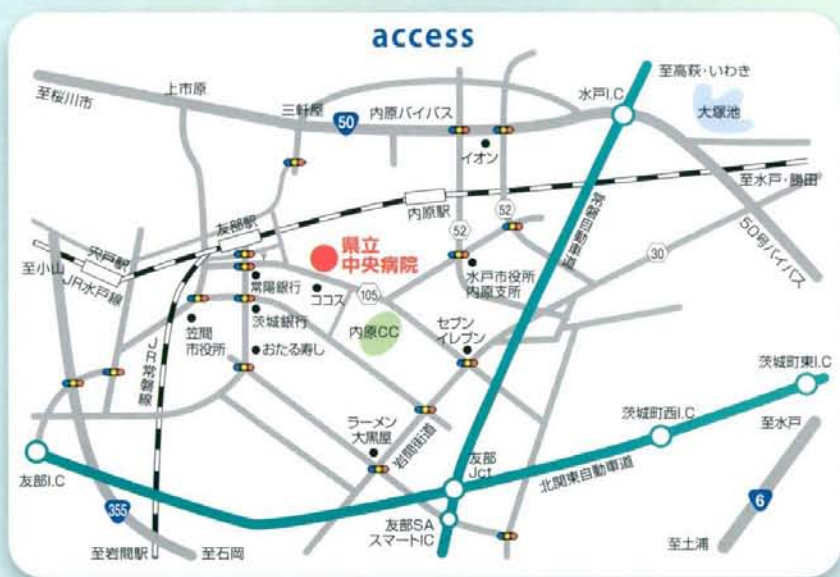 access
至桜川市
上市原
三軒屋
50
内原バイパス
イオン
水戸I.C
至高萩・いわき
大塚池
至水戸・勝田
50号バイパス
常磐自動車道
内原駅
52
52
30
友部駅
宍戸駅
至小山
JR水戸線
県立
中央病院
常陽銀行
ココス
105
水戸市役所
内原支所
笠間
市役所
茨城銀行
おたる寿し
内原CC
セブン
イレブン
JR常磐線
ラーメン
大黒屋
岩間街道
友部
Jct
茨城町西I.C
茨城町東I.C
至水戸
北関東自動車道
友部I.C
355
友部SA
スマートIC
6
至岩間駅
至石岡
至土浦